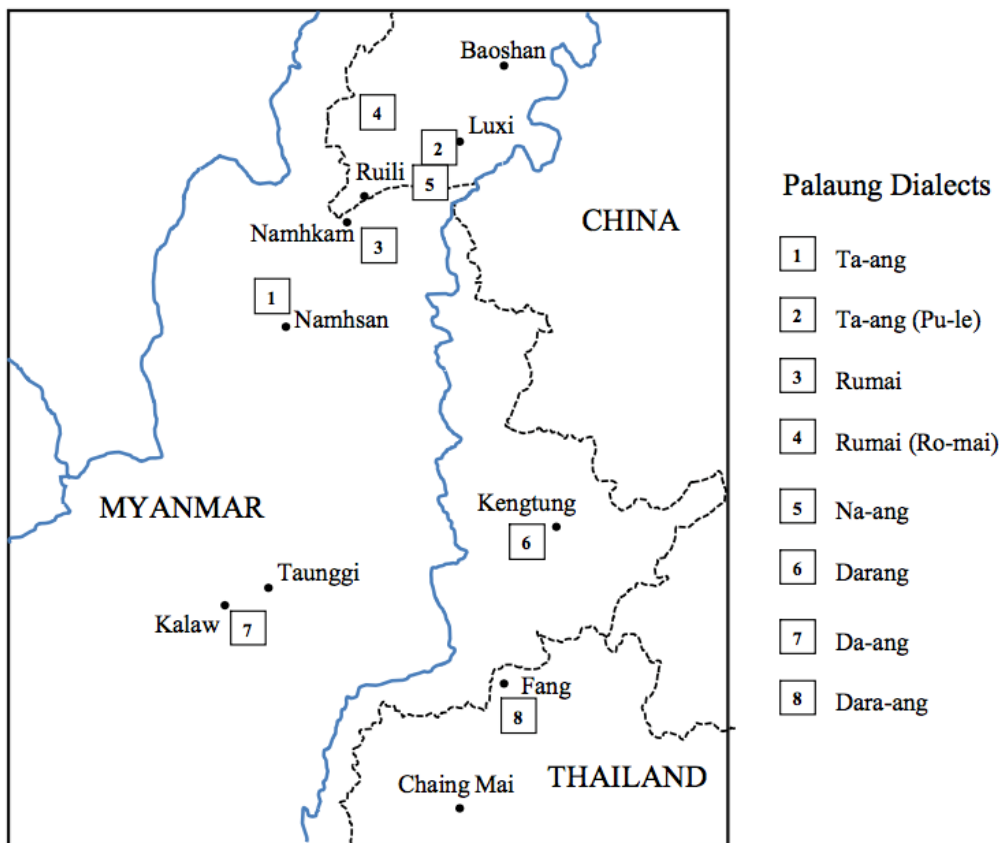 Baoshan
4
2
Luxi
Ruili
5
Namhkam
3
CHINA
1
Namhsan
MYANMAR
Kengtung
6
Taunggi
Kalaw
7
Fang
8
Chaing Mai
THAILAND
Palaung Dialects
1 Ta-ang
2 Ta-ang (Pu-le)
3 Rumai
4 Rumai (Ro-mai)
5 Na-ang
6 Darang
7 Da-ang
8 Dara-ang